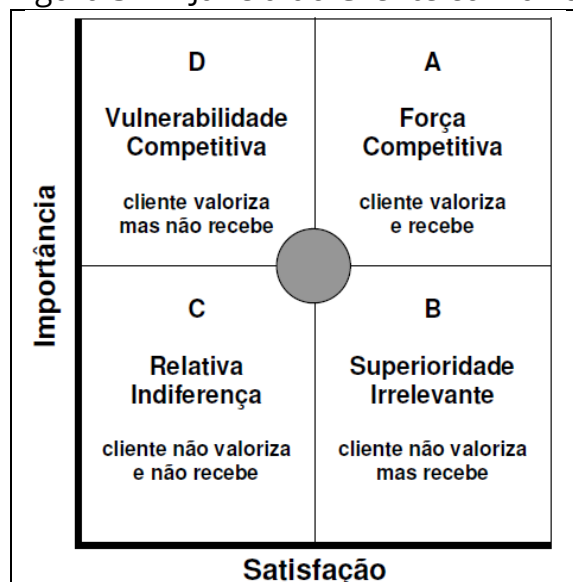 D
Vulnerabilidade
Competitiva
cliente valoriza
mas não recebe
A
Força
Competitiva
cliente valoriza
e recebe
Importância
C
Relativa
Indiferença
cliente não valoriza
e não recebe
B
Superioridade
Irrelevante
cliente não valoriza
mas recebe
Satisfação